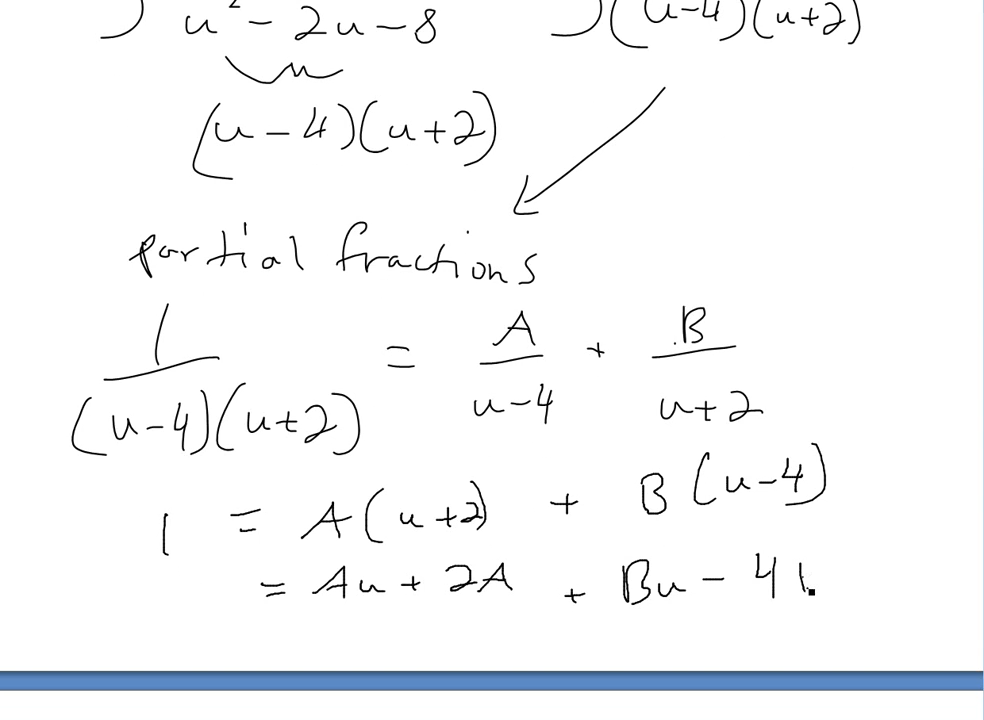 ∫ u² - 2u - 8 ∫ (u-4)(u+2)
(u-4)(u+2)
partial fractions
1/((u-4)(u+2)) = A/(u-4) + B/(u+2)
1 = A(u+2) + B(u-4)
= Au + 2A + Bu - 4